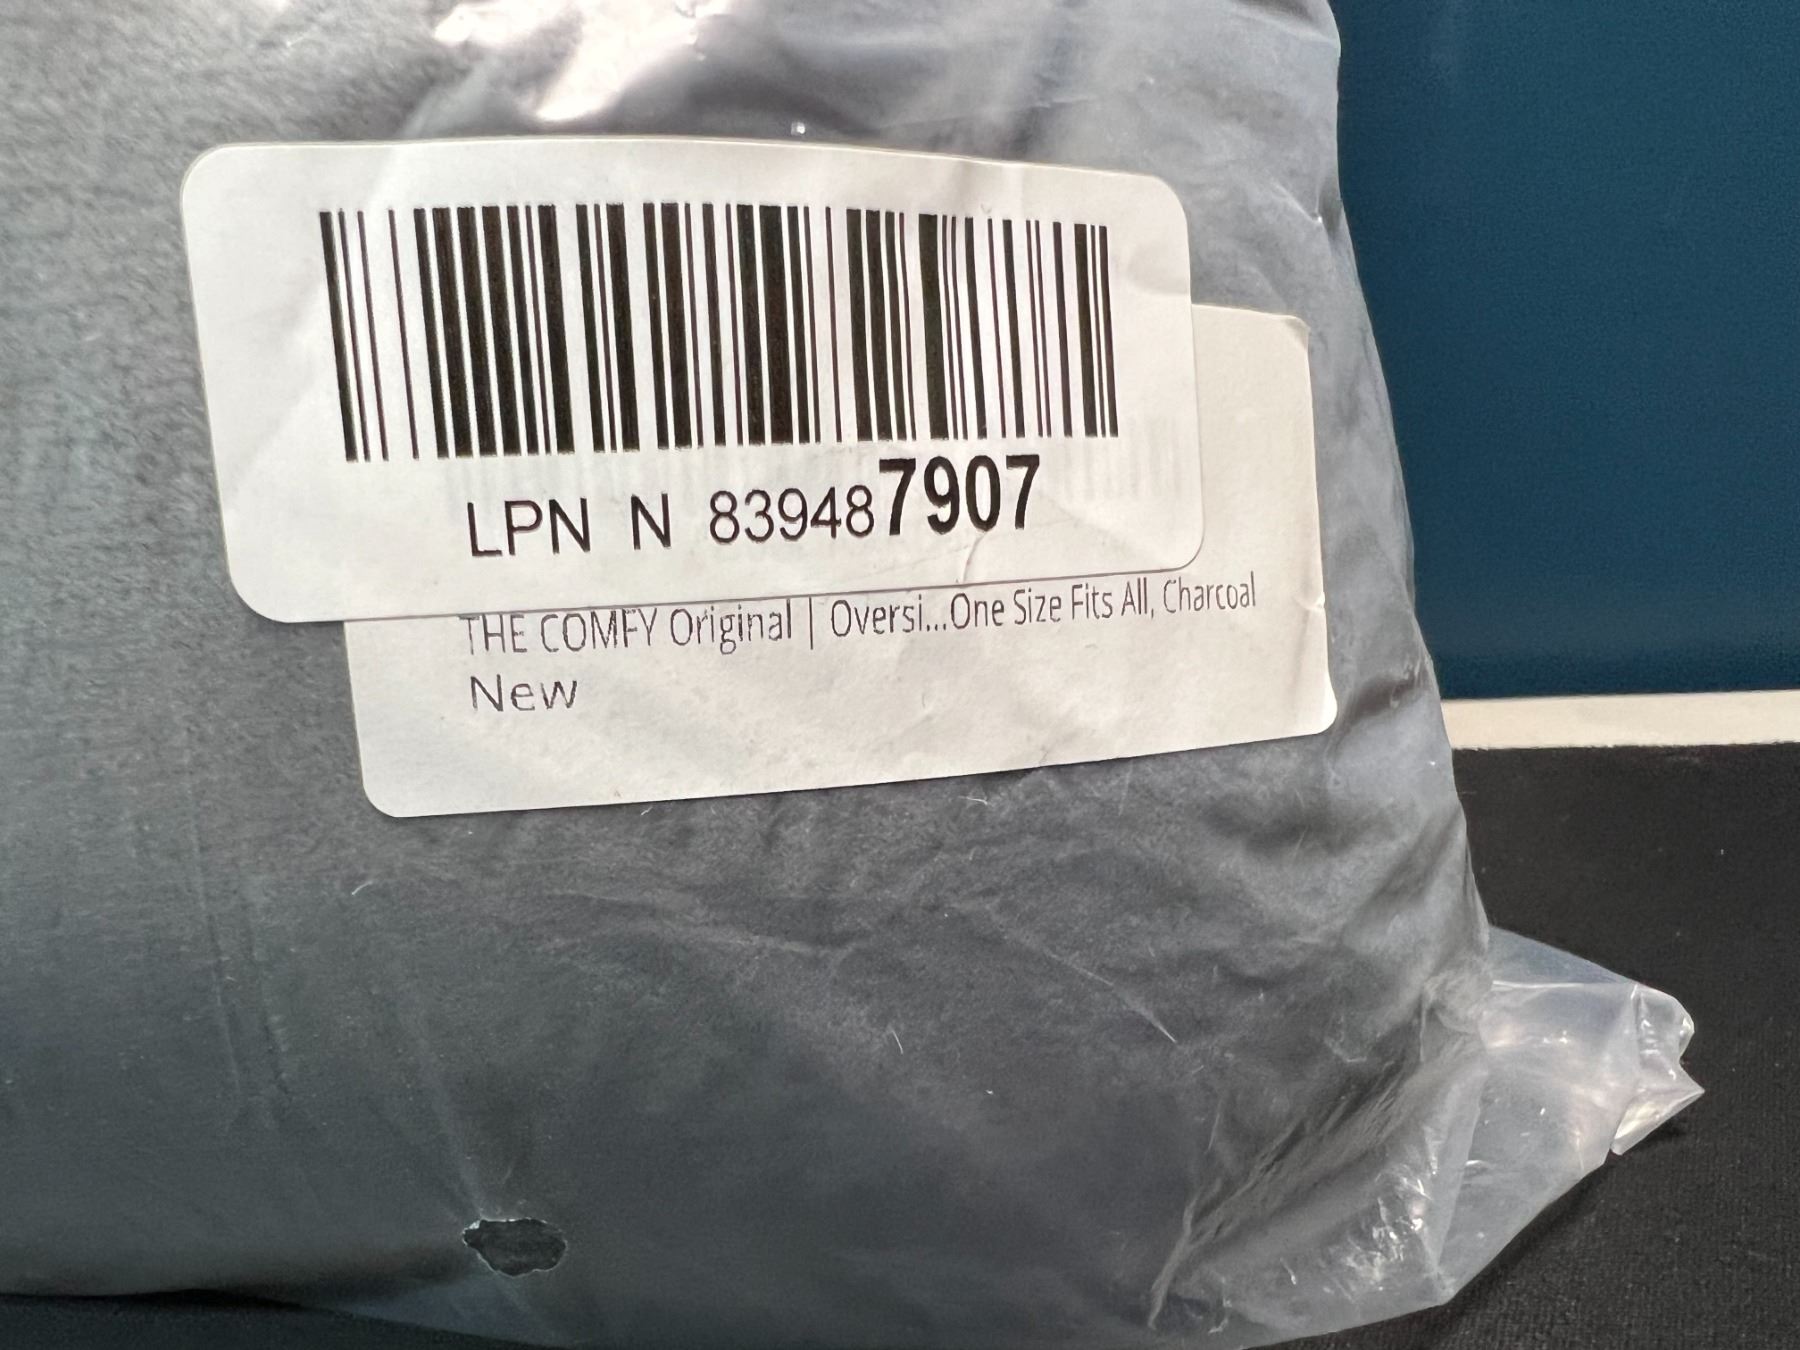 LPN N 839487907
THE COMFY Original | Oversi...One Size Fits All, Charcoal
New